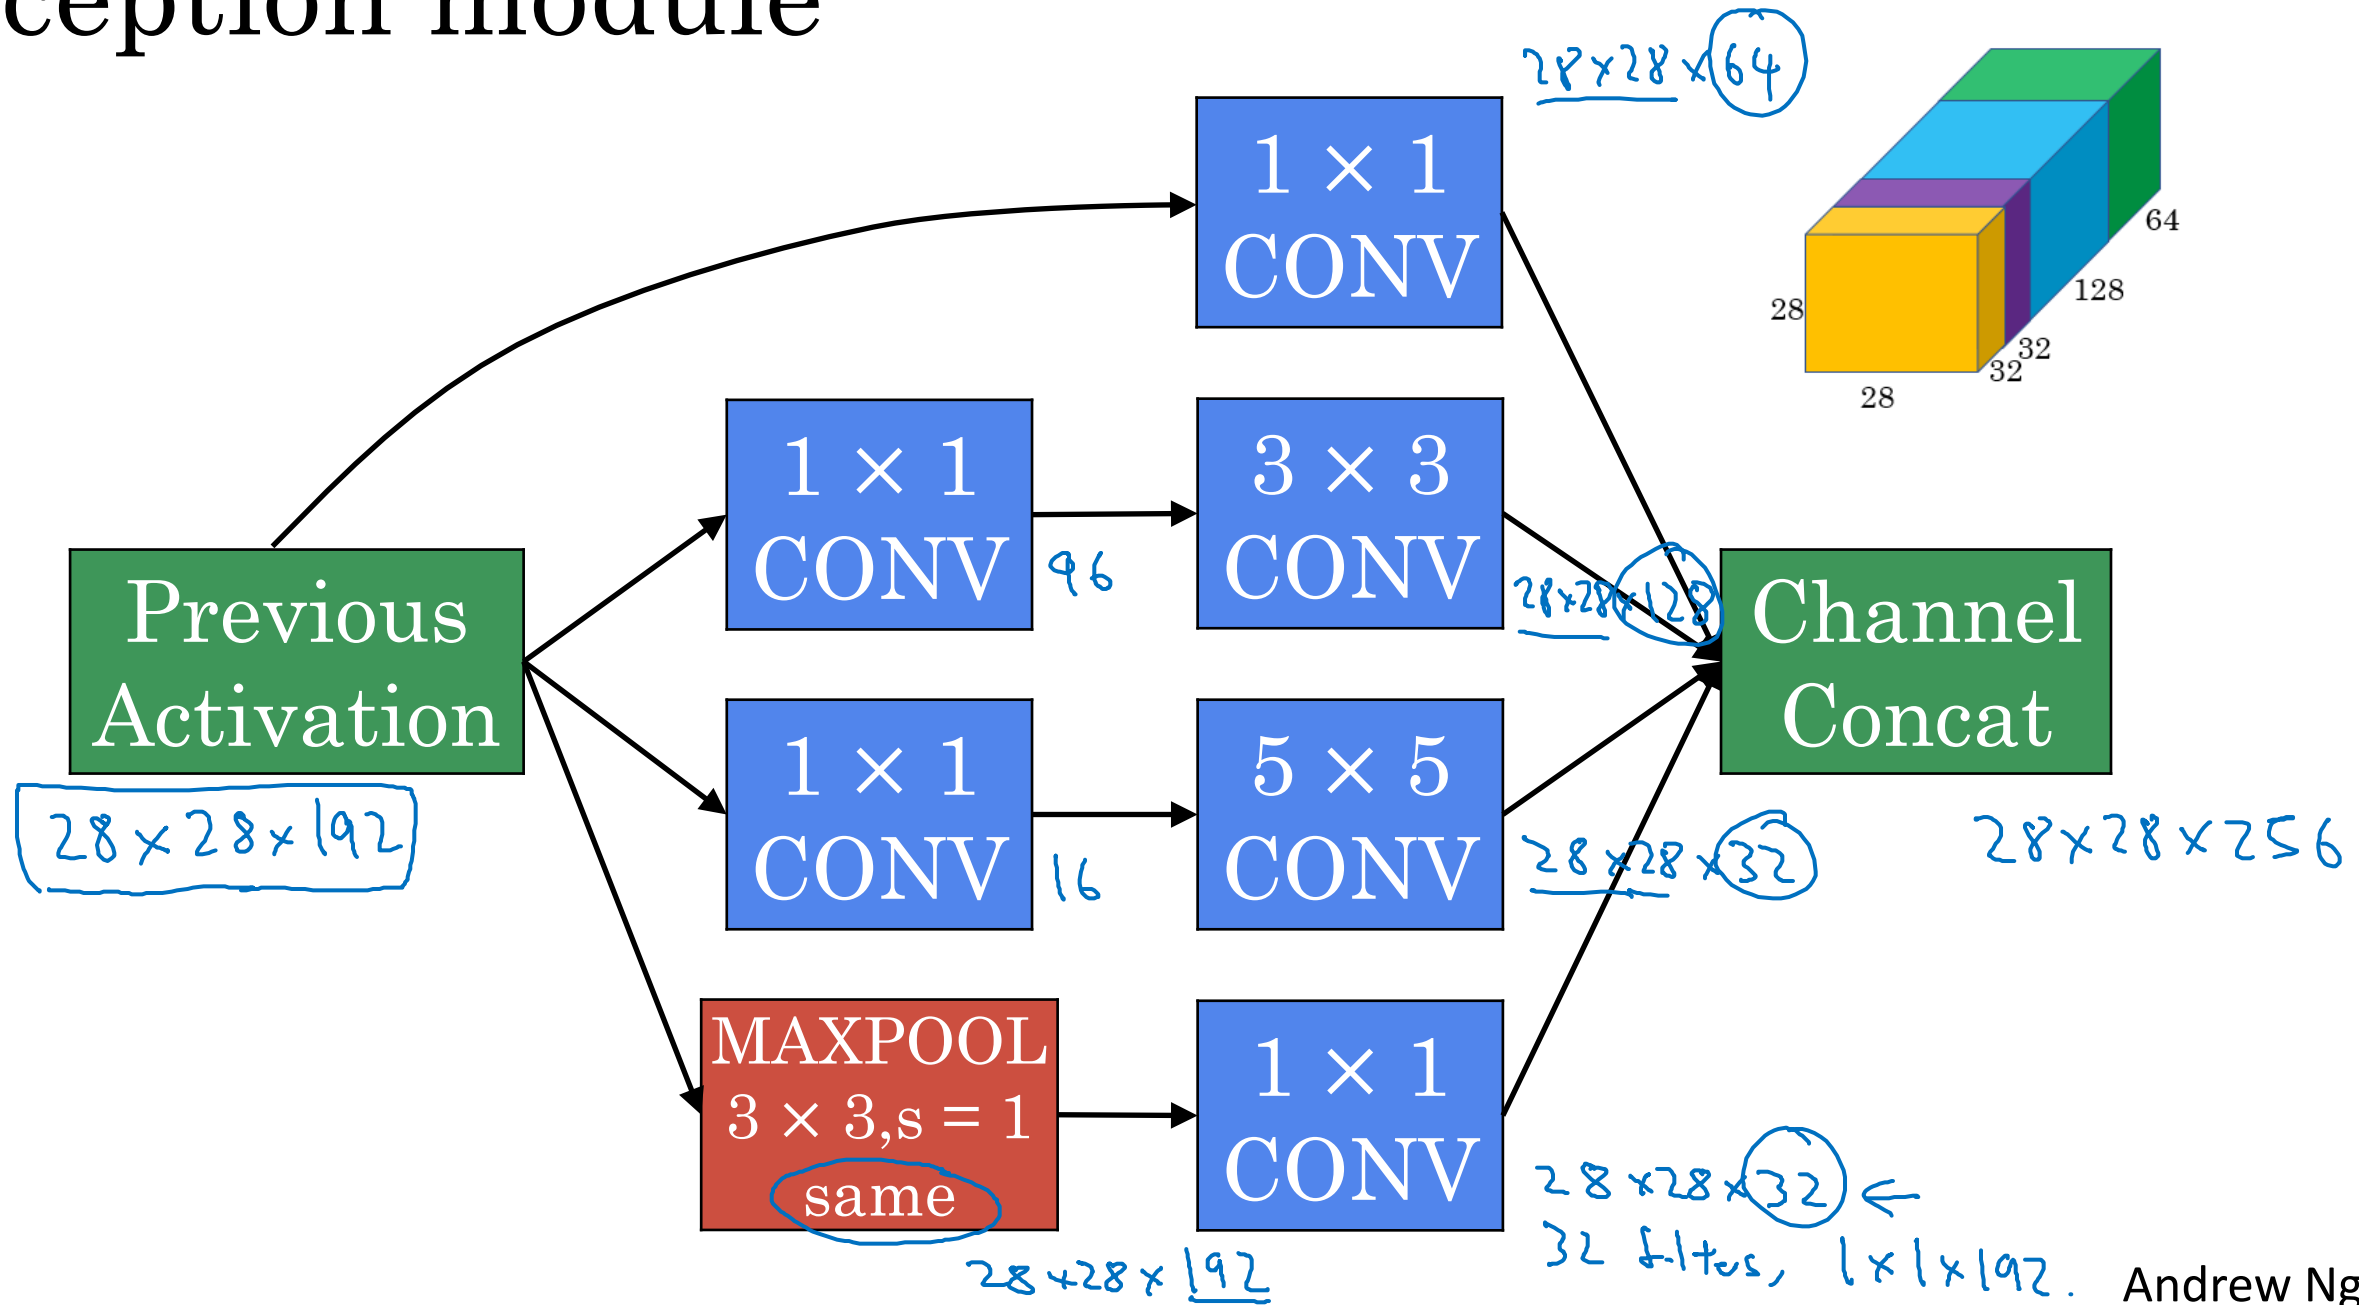 ception module
28×28×64
1 × 1
CONV
64
128
28
32
32
28
1 × 1
CONV
96
3 × 3
CONV
28×28×128
Previous
Activation
28×28×192
Channel
Concat
28×28×256
1 × 1
CONV
16
5 × 5
CONV
28×28×32
MAXPOOL
3 × 3,s = 1
same
28×28×192
1 × 1
CONV
28×28×32 ←
32 filters, 1×1×192.
Andrew Ng